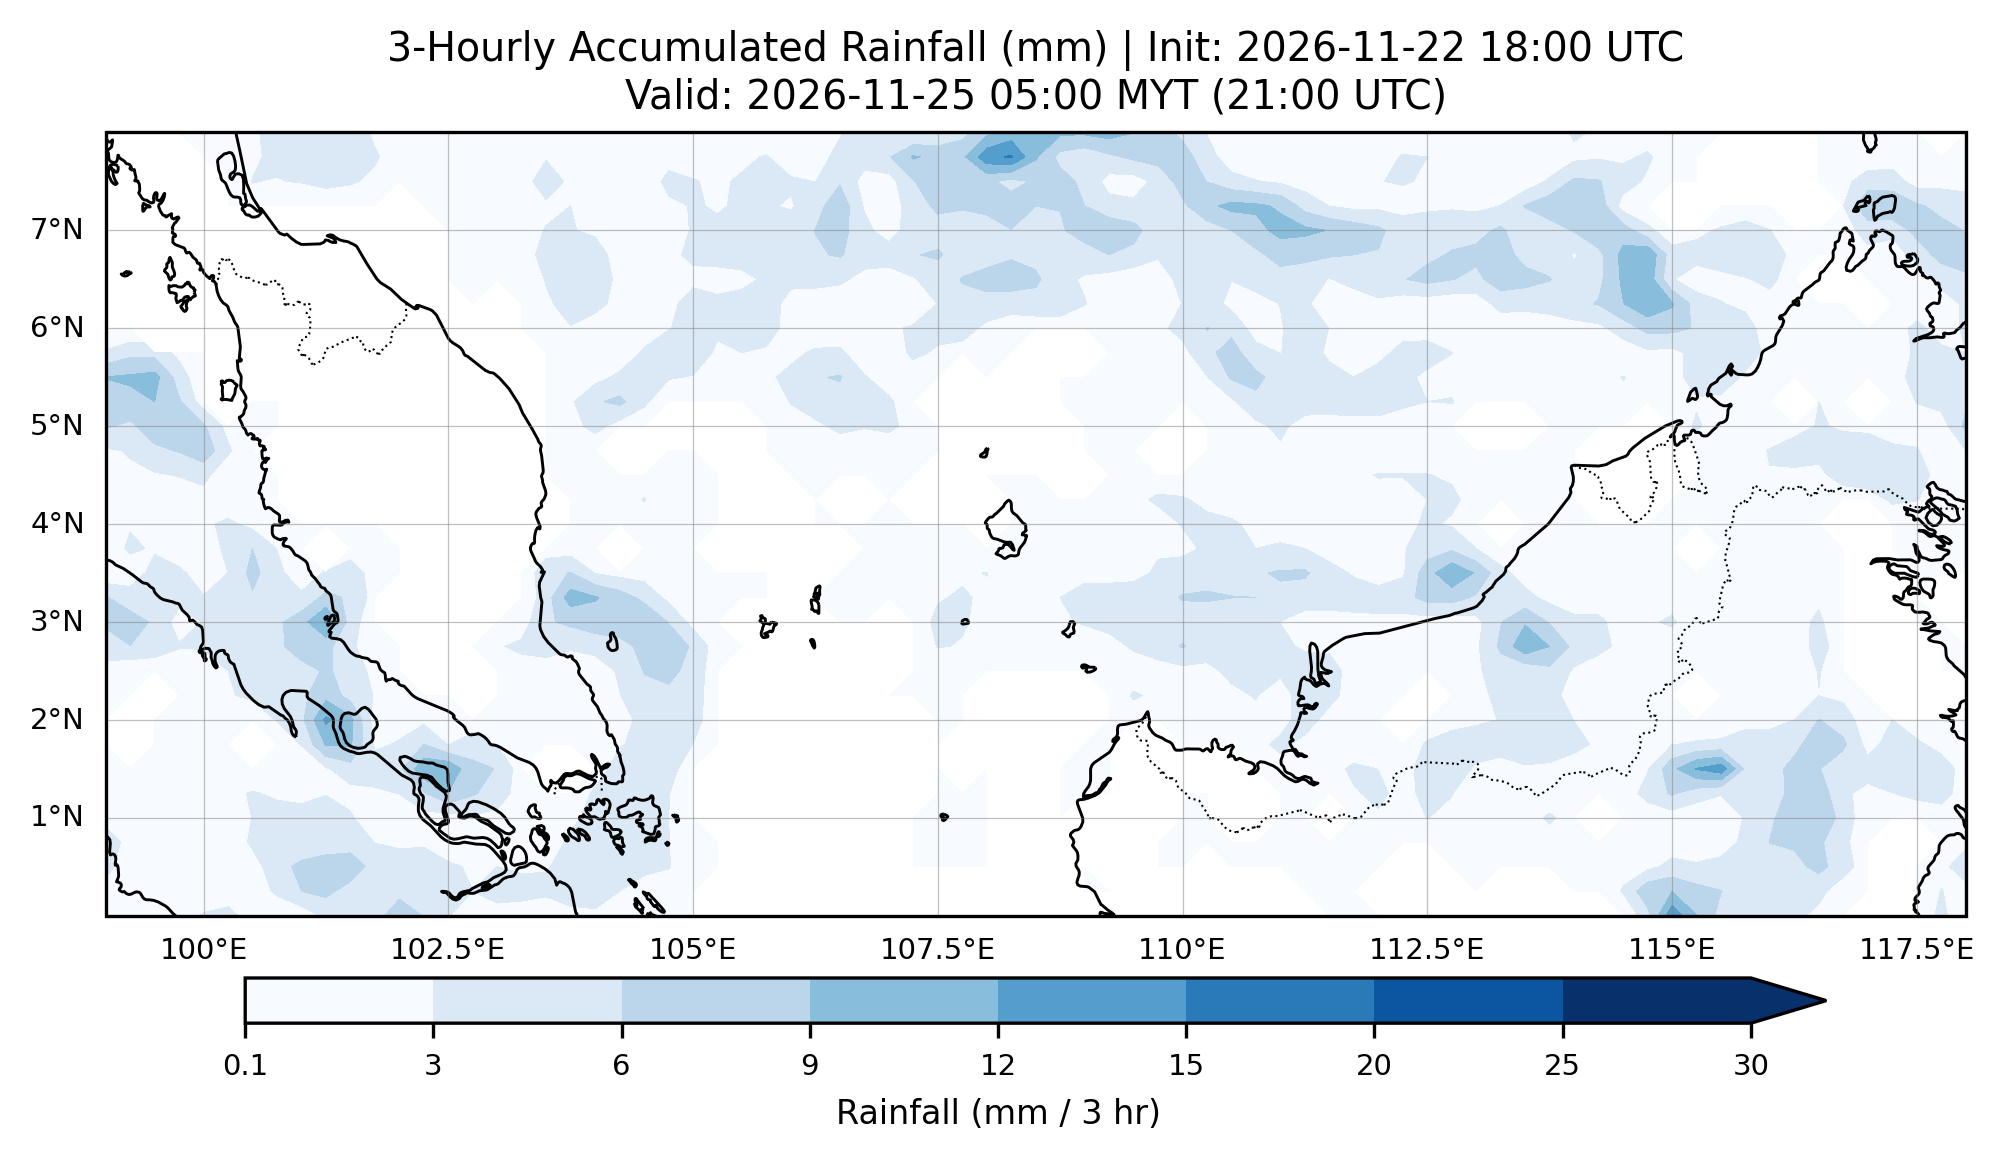 3-Hourly Accumulated Rainfall (mm) | Init: 2026-11-22 18:00 UTC
Valid: 2026-11-25 05:00 MYT (21:00 UTC)
7°N
6°N
5°N
4°N
3°N
2°N
1°N
100°E 102.5°E 105°E 107.5°E 110°E 112.5°E 115°E 117.5°E
0.1 3 6 9 12 15 20 25 30
Rainfall (mm / 3 hr)